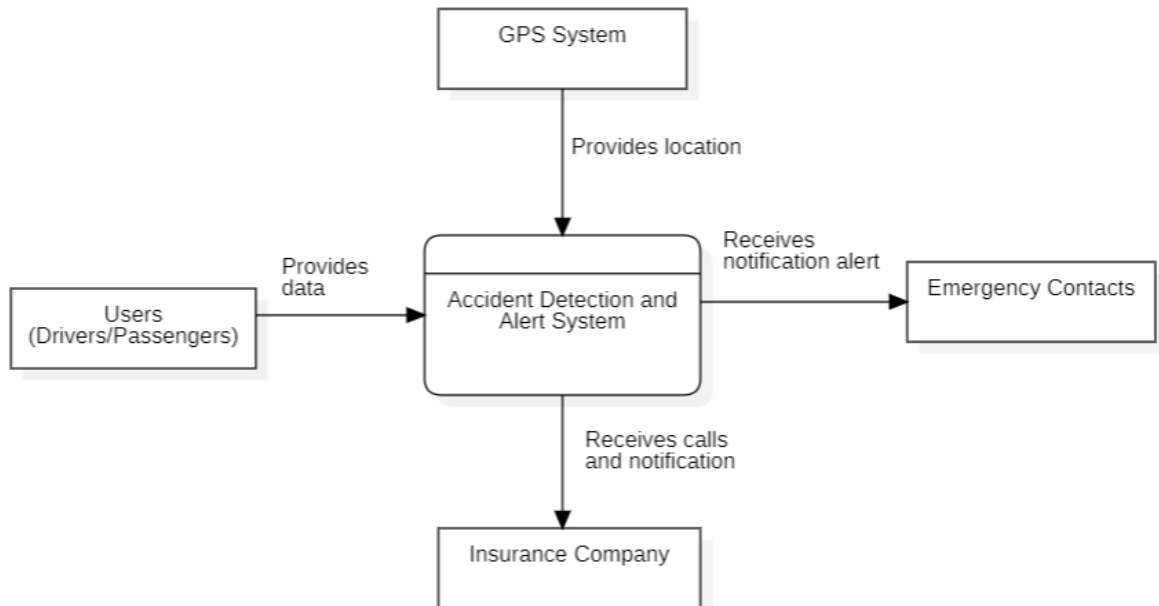 GPS System
Provides location
Receives
notification alert
Provides
data
Emergency Contacts
Users
(Drivers/Passengers)
Accident Detection and
Alert System
Receives calls
and notification
Insurance Company